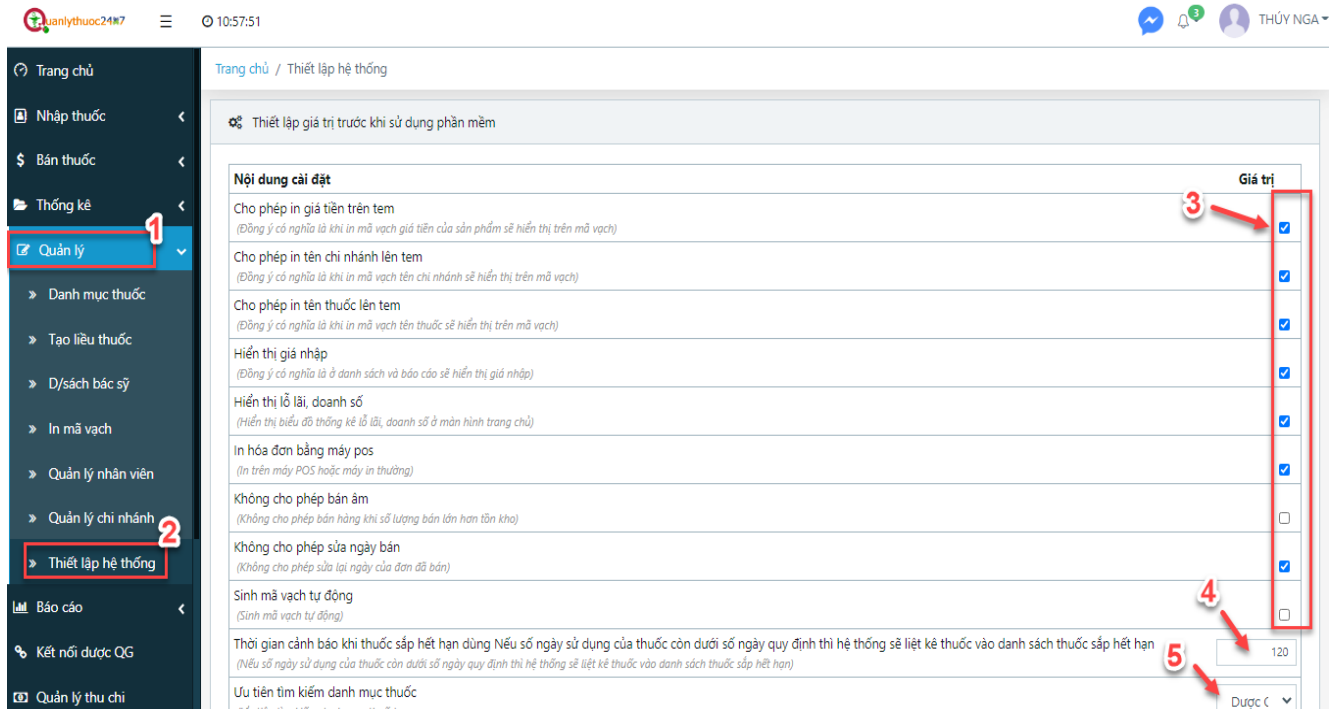 Quanlythuoc24h7
10:57:51
3
THÚY NGA
Trang chủ
Nhập thuốc
$ Bán thuốc
Thống kê
1
Quản lý
» Danh mục thuốc
» Tạo liều thuốc
» D/sách bác sỹ
» In mã vạch
» Quản lý nhân viên
» Quản lý chi nhánh
2
» Thiết lập hệ thống
Báo cáo
Kết nối dược QG
Quản lý thu chi
Trang chủ / Thiết lập hệ thống
Thiết lập giá trị trước khi sử dụng phần mềm
Nội dung cài đặt Giá trị
Cho phép in giá tiền trên tem
3
(Đồng ý có nghĩa là khi in mã vạch giá tiền của sản phẩm sẽ hiển thị trên mã vạch)
Cho phép in tên chi nhánh lên tem
(Đồng ý có nghĩa là khi in mã vạch tên chi nhánh sẽ hiển thị trên mã vạch)
Cho phép in tên thuốc lên tem
(Đồng ý có nghĩa là khi in mã vạch tên thuốc sẽ hiển thị trên mã vạch)
Hiển thị giá nhập
(Đồng ý có nghĩa là ở danh sách và báo cáo sẽ hiển thị giá nhập)
Hiển thị lỗ lãi, doanh số
(Hiển thị biểu đồ thống kê lỗ lãi, doanh số ở màn hình trang chủ)
In hóa đơn bằng máy pos
(In trên máy POS hoặc máy in thường)
Không cho phép bán âm
(Không cho phép bán hàng khi số lượng bán lớn hơn tồn kho)
Không cho phép sửa ngày bán
(Không cho phép sửa lại ngày của đơn đã bán)
Sinh mã vạch tự động
4
(Sinh mã vạch tự động)
Thời gian cảnh báo khi thuốc sắp hết hạn dùng Nếu số ngày sử dụng của thuốc còn dưới số ngày quy định thì hệ thống sẽ liệt kê thuốc vào danh sách thuốc sắp hết hạn
120
5
(Nếu số ngày sử dụng của thuốc còn dưới số ngày quy định thì hệ thống sẽ liệt kê thuốc vào danh sách thuốc sắp hết hạn)
Ưu tiên tìm kiếm danh mục thuốc
Dược